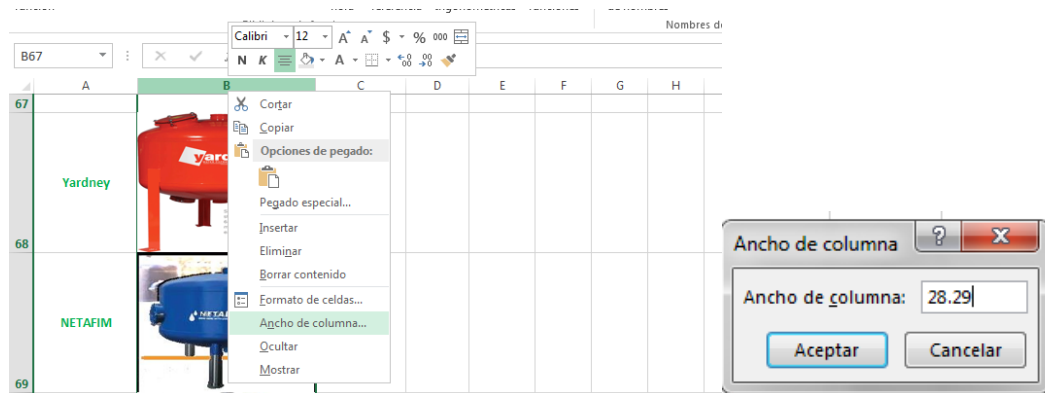 Nombres de
Calibri 12 A A $ % 000
B67
N K A
A B C D E F G H
67
Cortar
Copiar
Opciones de pegado:
Yardney
Pegado especial...
Insertar
68
Eliminar
Borrar contenido
Formato de celdas...
NETAFIM
Ancho de columna...
Ocultar
Mostrar
69
Ancho de columna ? X
Ancho de columna: 28.29
Aceptar Cancelar